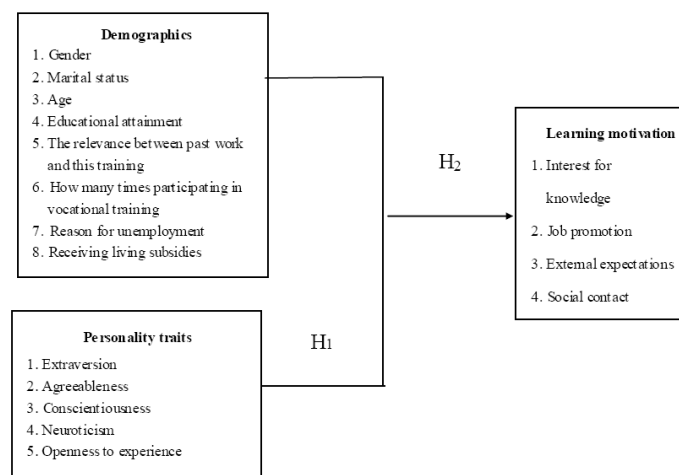 Demographics
1. Gender
2. Marital status
3. Age
4. Educational attainment
5. The relevance between past work
and this training
6. How many times participating in
vocational training
7. Reason for unemployment
8. Receiving living subsidies
H2
Learning motivation
1. Interest for
knowledge
2. Job promotion
3. External expectations
4. Social contact
H1
Personality traits
1. Extraversion
2. Agreeableness
3. Conscientiousness
4. Neuroticism
5. Openness to experience